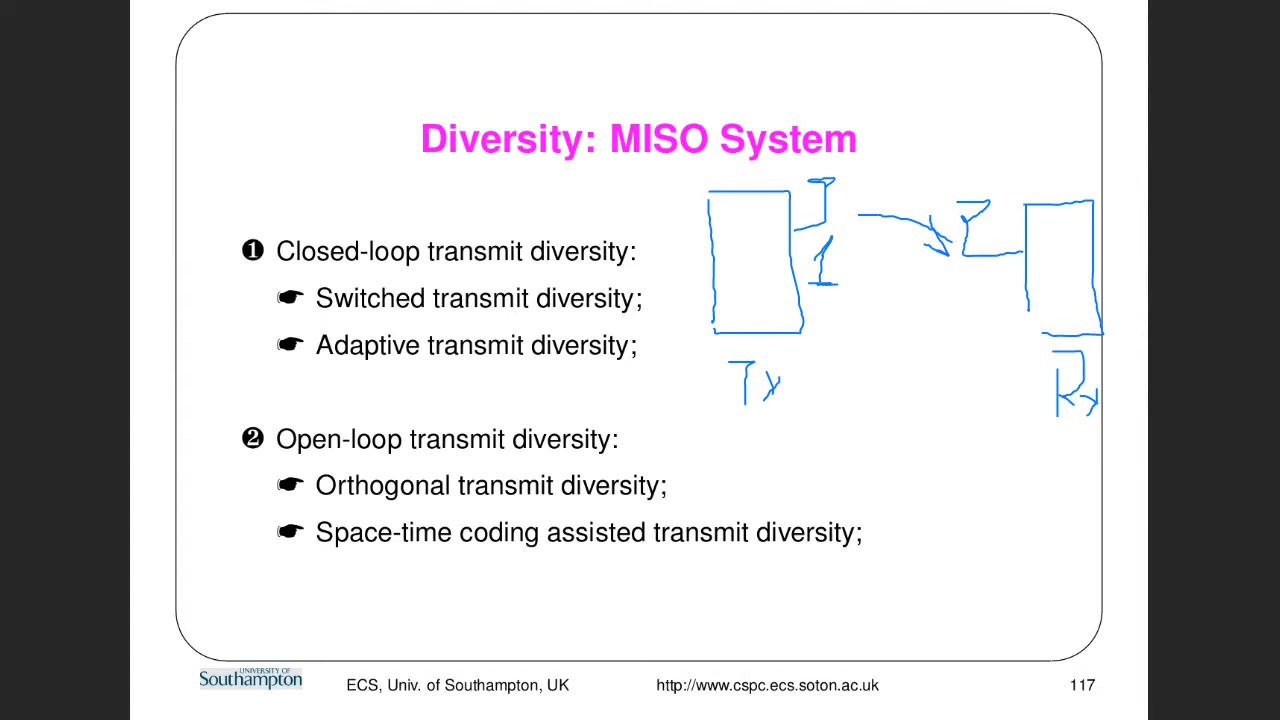 Diversity: MISO System
❶ Closed-loop transmit diversity:
☛ Switched transmit diversity;
☛ Adaptive transmit diversity;
1
Tx
Rx
❷ Open-loop transmit diversity:
☛ Orthogonal transmit diversity;
☛ Space-time coding assisted transmit diversity;
UNIVERSITY OF
Southampton
ECS, Univ. of Southampton, UK
http://www.cspc.ecs.soton.ac.uk
117